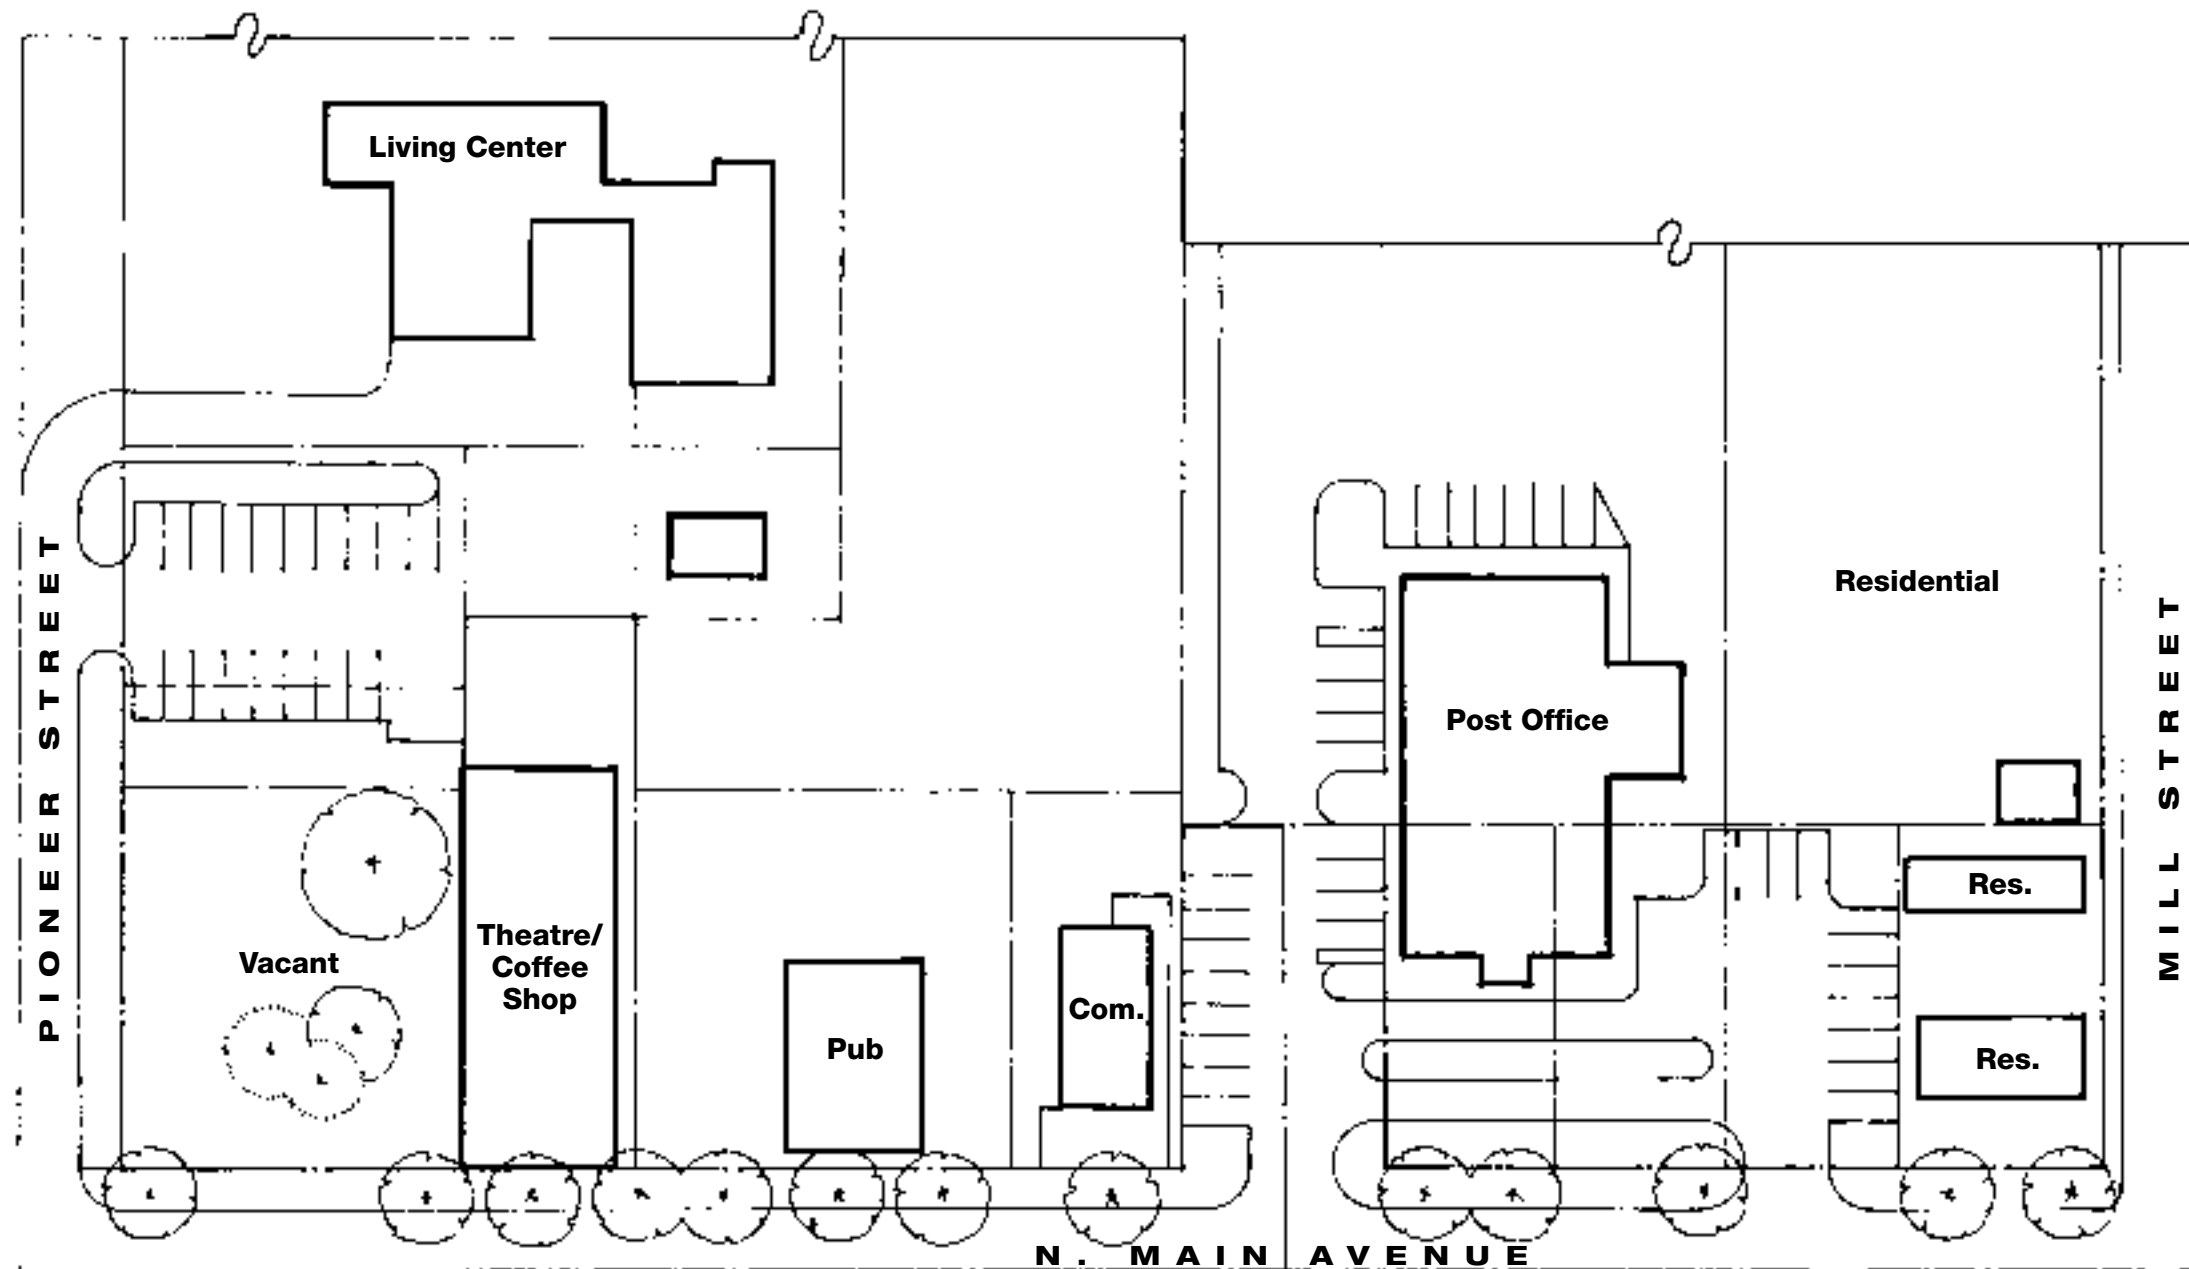 Living Center
PIONEER STREET
Residential
MILL STREET
Post Office
Res.
Theatre/
Coffee
Shop
Vacant
Com.
Pub
Res.
N. MAIN AVENUE